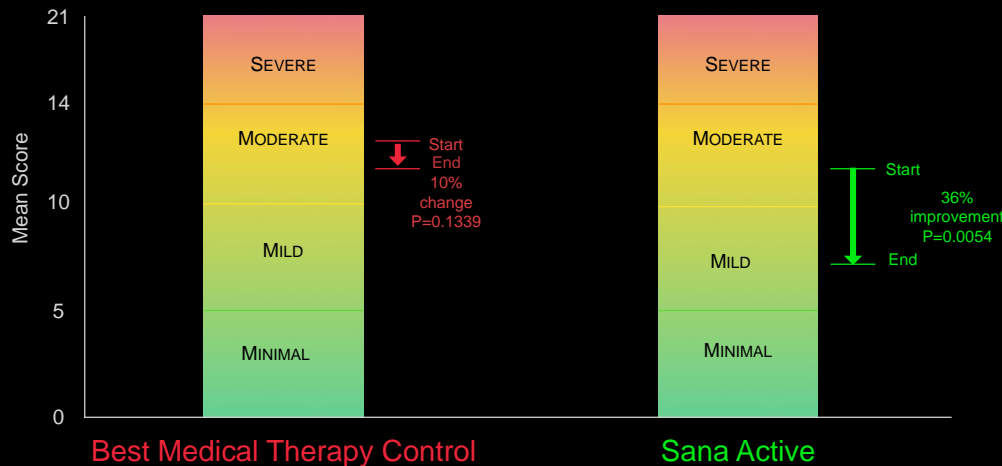 Mean Score
21
14
10
5
0
SEVERE
MODERATE
MILD
MINIMAL
Start
End
10%
change
P=0.1339
SEVERE
MODERATE
MILD
MINIMAL
Start
36%
improvement
P=0.0054
End
Best Medical Therapy Control
Sana Active